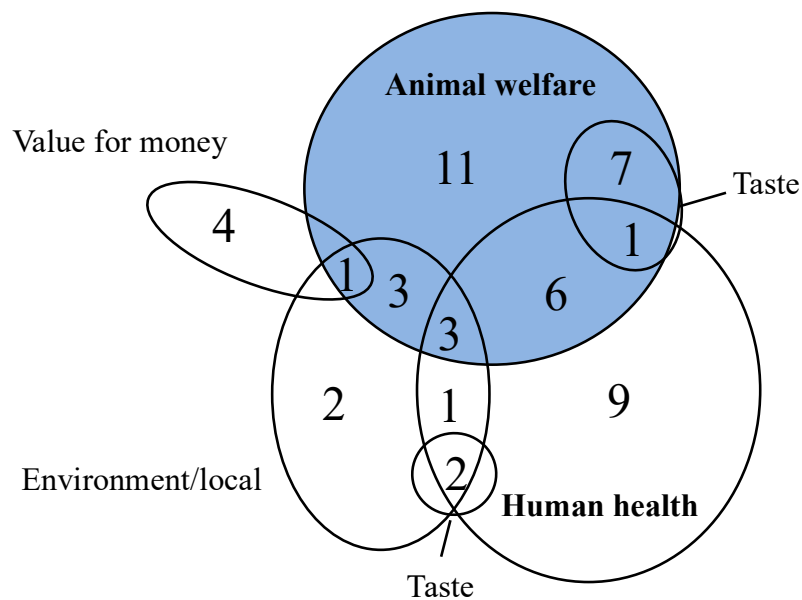 Animal welfare
Value for money
11
7
Taste
4
1
1
3
6
3
2
1
9
Environment/local
2
Human health
Taste